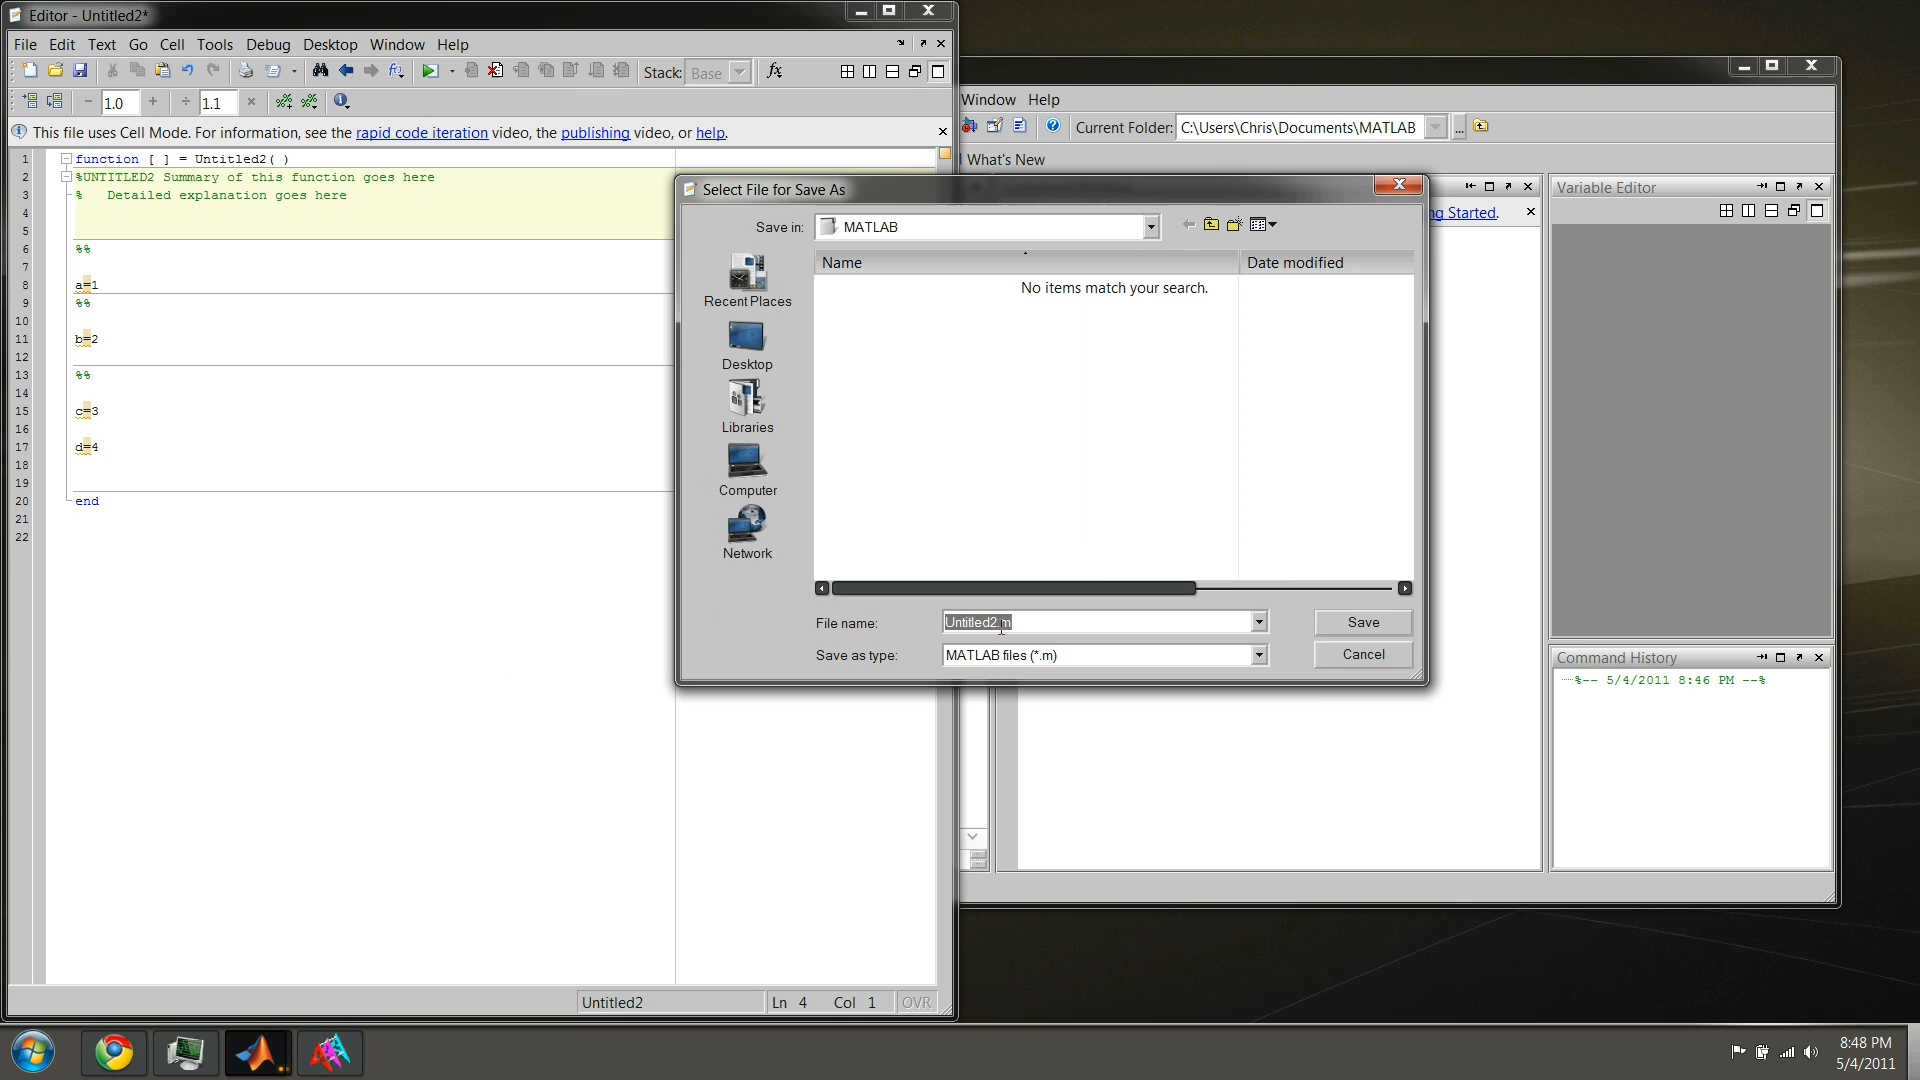 Editor - Untitled2*
File Edit Text Go Cell Tools Debug Desktop Window Help
Stack: Base
1.0 1.1
This file uses Cell Mode. For information, see the rapid code iteration video, the publishing video, or help.
1 function [ ] = Untitled2( )
2 %UNTITLED2 Summary of this function goes here
3 % Detailed explanation goes here
4
5
6 %%
7
8 a=1
9 %%
10
11 b=2
12
13 %%
14
15 c=3
16
17 d=4
18
19
20 end
21
22
Untitled2 Ln 4 Col 1 OVR
Window Help
Current Folder: C:\Users\Chris\Documents\MATLAB ...
What's New
Started.
Select File for Save As
Save in: MATLAB
Name Date modified
No items match your search.
Recent Places
Desktop
Libraries
Computer
Network
File name: Untitled2.m Save
Save as type: MATLAB files (*.m) Cancel
Variable Editor
Command History
%-- 5/4/2011 8:46 PM --%
8:48 PM
5/4/2011